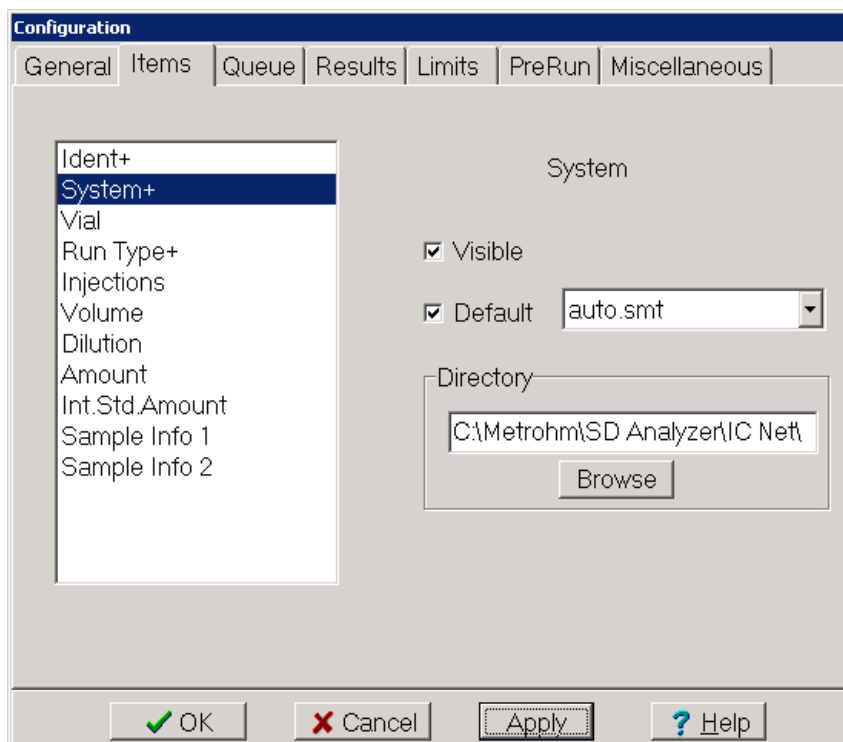 Configuration
General Items Queue Results Limits PreRun Miscellaneous
Ident+
System+
Vial
Run Type+
Injections
Volume
Dilution
Amount
Int.Std.Amount
Sample Info 1
Sample Info 2
System
Visible
Default auto.smt
Directory
C:\Metrohm\SD Analyzer\IC Net\
Browse
OK Cancel Apply ? Help